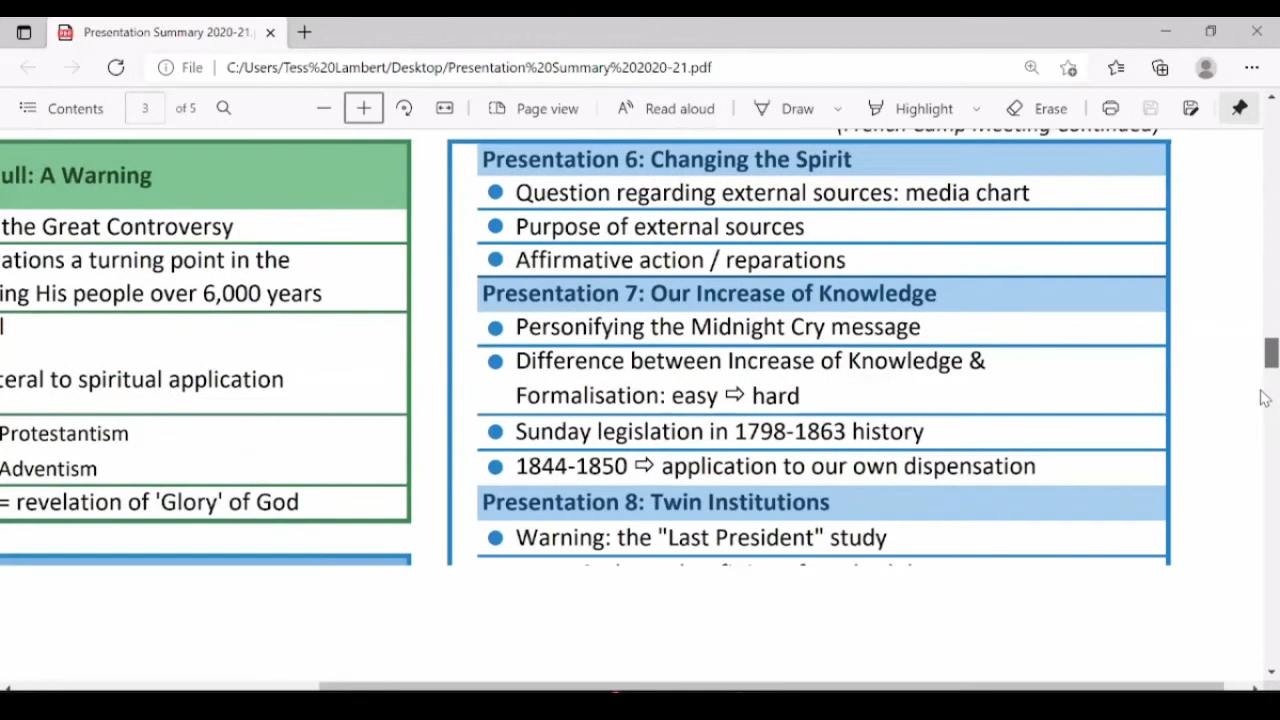 Presentation Summary 2020-21.
File
C:/Users/Tess%20Lambert/Desktop/Presentation%20Summary%202020-21.pdf
Contents
3
of 5
Page view
Read aloud
Draw
Highlight
Erase
ull: A Warning
the Great Controversy
ations a turning point in the
ing His people over 6,000 years
l
teral to spiritual application
Protestantism
Adventism
= revelation of 'Glory' of God
(French Camp Meeting Continued)
Presentation 6: Changing the Spirit
Question regarding external sources: media chart
Purpose of external sources
Affirmative action / reparations
Presentation 7: Our Increase of Knowledge
Personifying the Midnight Cry message
Difference between Increase of Knowledge &
Formalisation: easy ⇨ hard
Sunday legislation in 1798-1863 history
1844-1850 ⇨ application to our own dispensation
Presentation 8: Twin Institutions
Warning: the "Last President" study